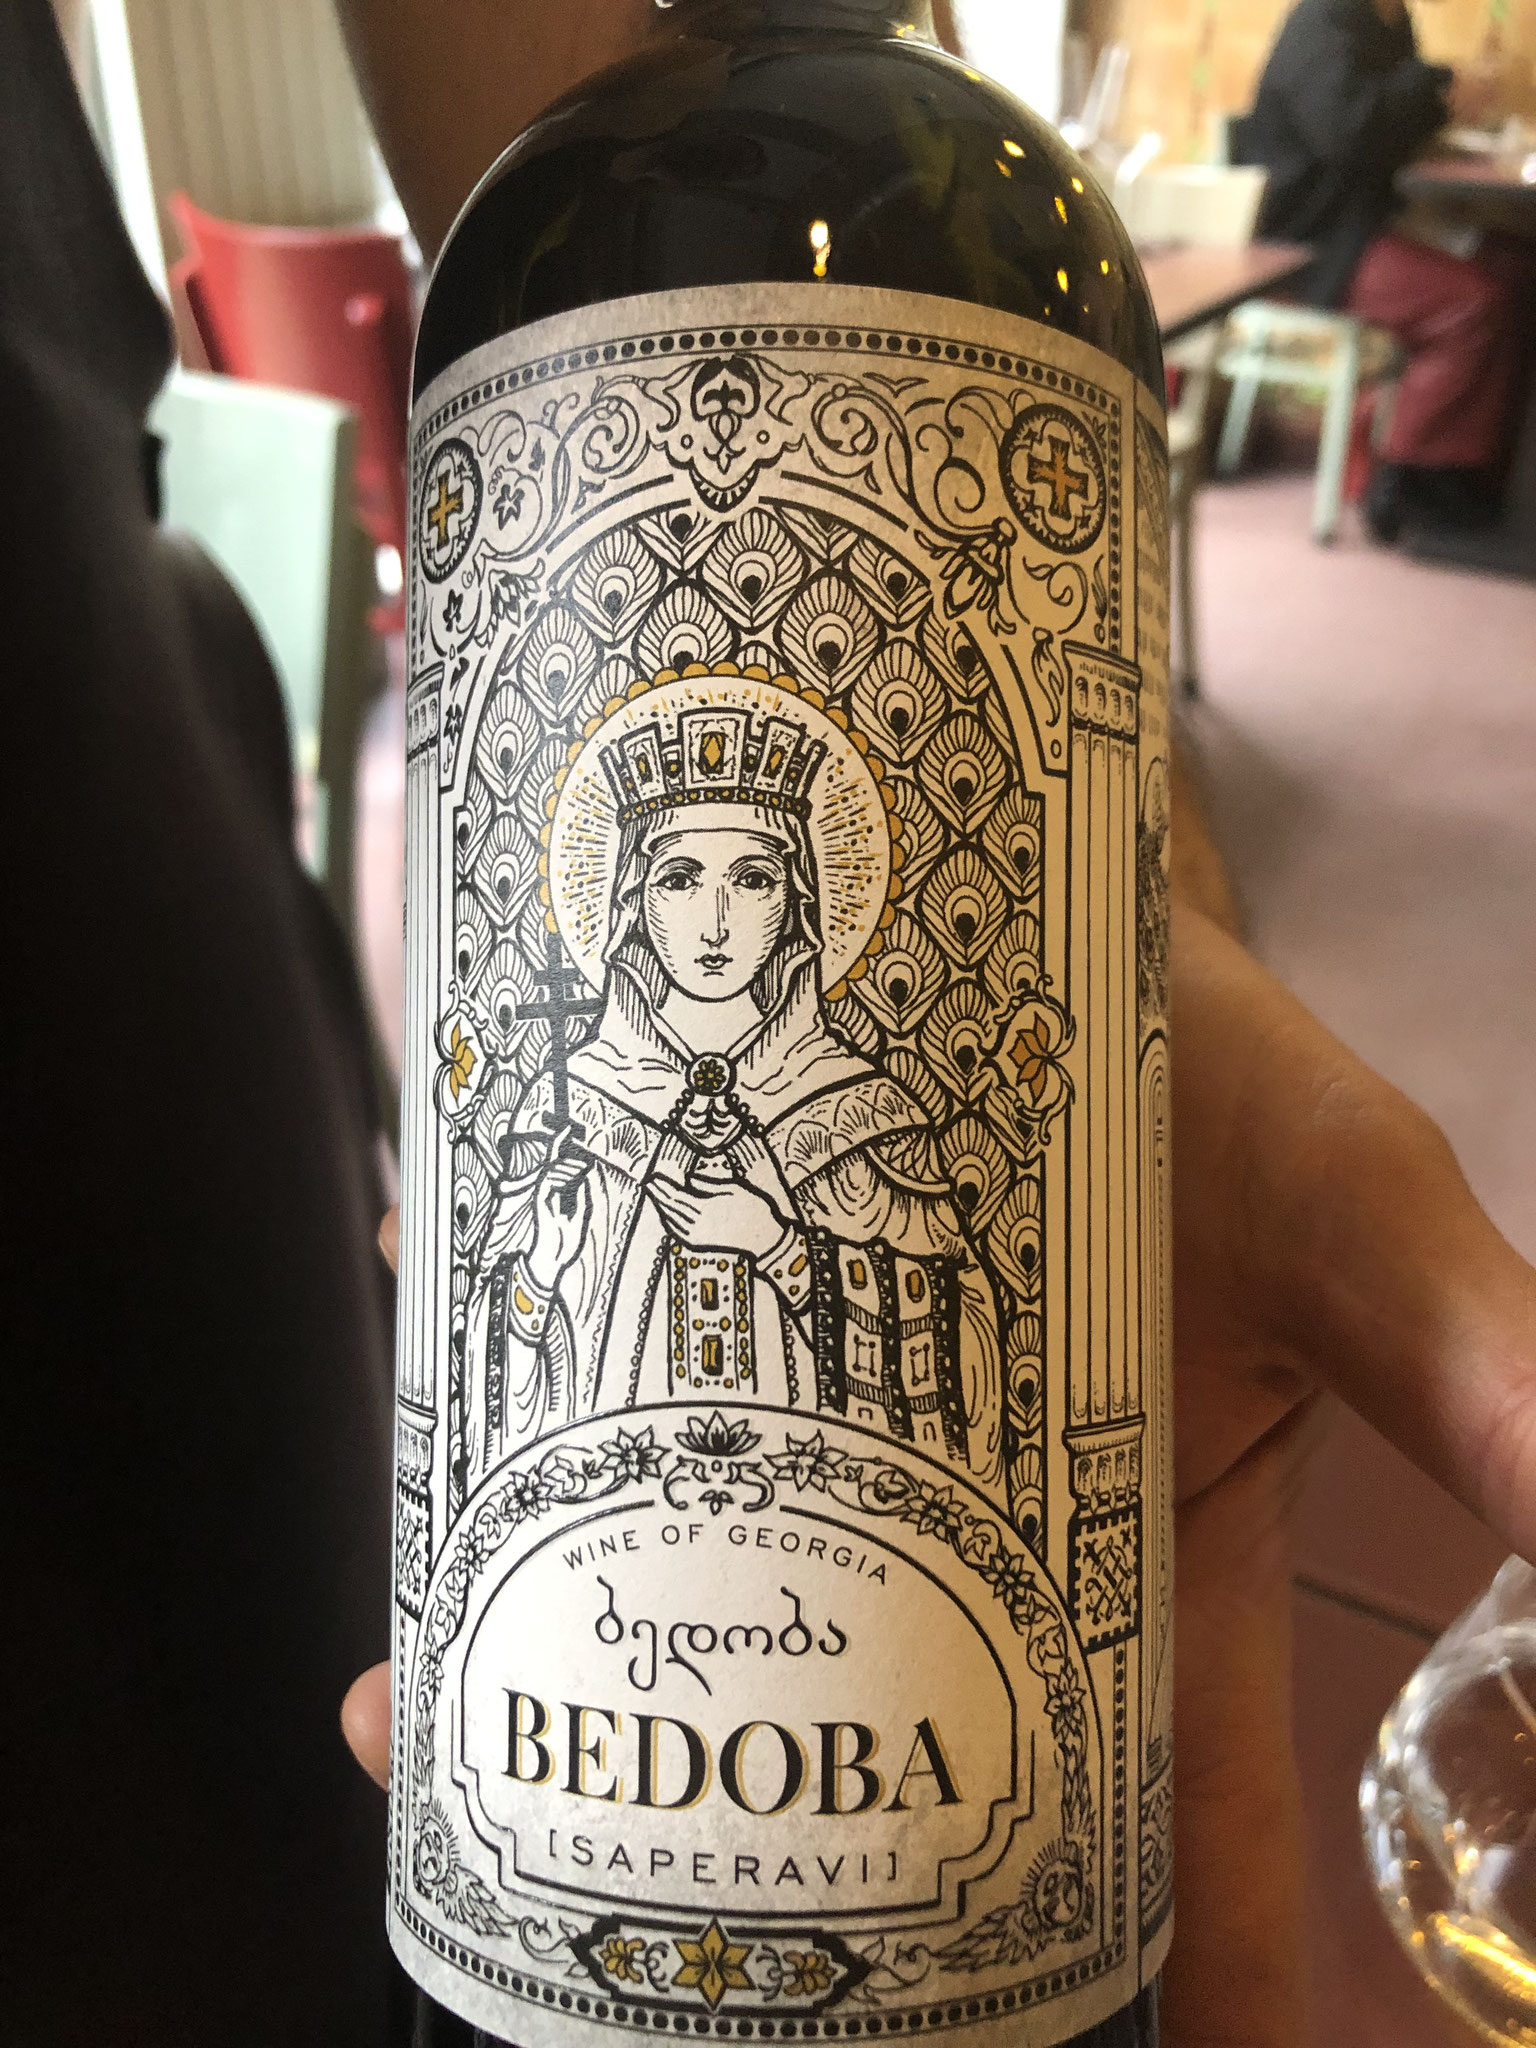 WINE OF GEORGIA
ბედობა
BEDOBA
[SAPERAVI]